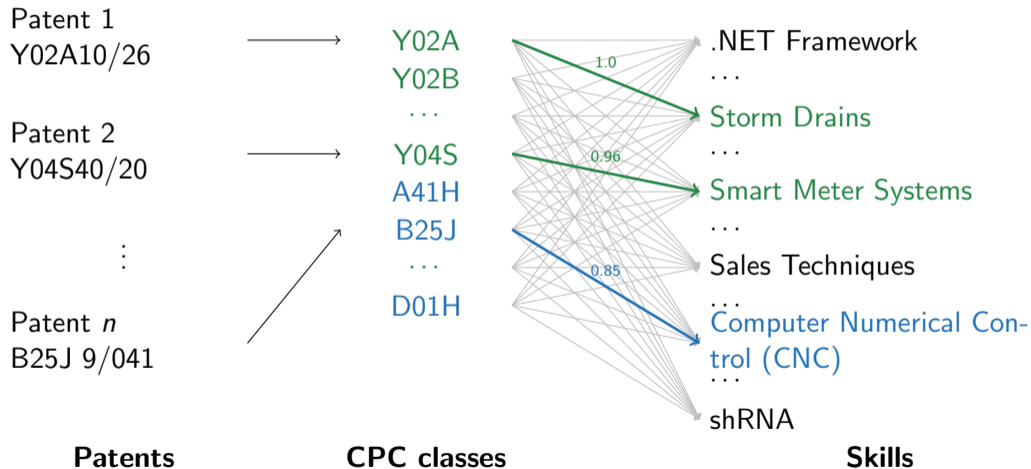 Patent 1
Y02A10/26
Patent 2
Y04S40/20
⋮
Patent n
B25J 9/041
Patents
Y02A
Y02B
...
Y04S
A41H
B25J
...
D01H
CPC classes
1.0
0.96
0.85
.NET Framework
...
Storm Drains
...
Smart Meter Systems
...
Sales Techniques
...
Computer Numerical Con-
trol (CNC)
...
shRNA
Skills